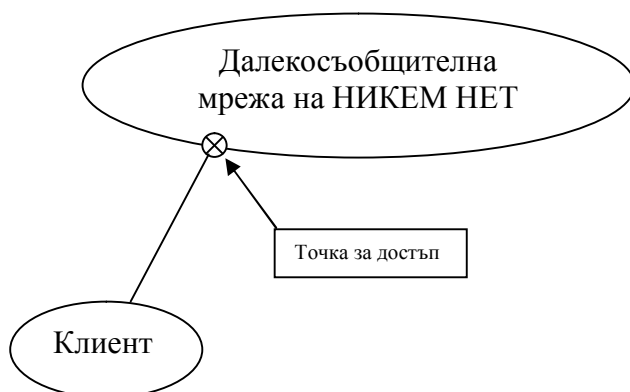 Далекосъобщителна
мрежа на НИКЕМ НЕТ
Точка за достъп
Клиент